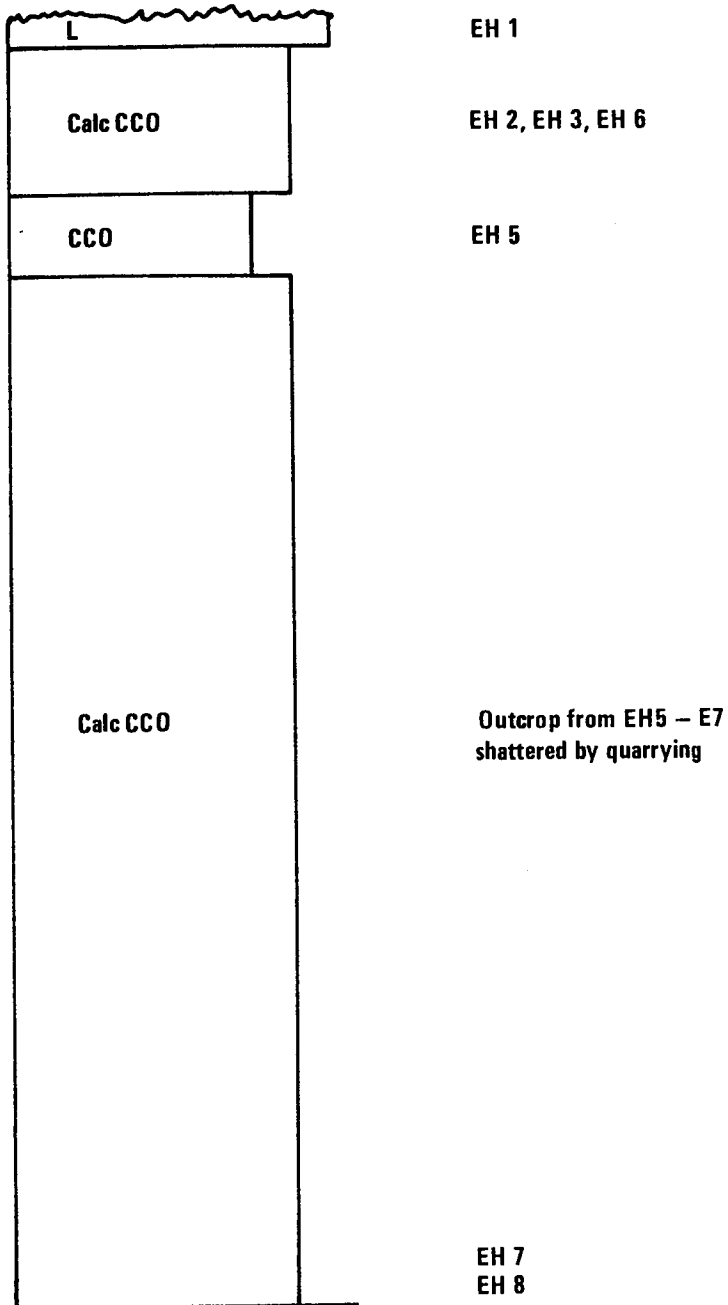 L EH 1
Calc CCO EH 2, EH 3, EH 6
CCO EH 5
Calc CCO Outcrop from EH5 – E7
shattered by quarrying
EH 7
EH 8